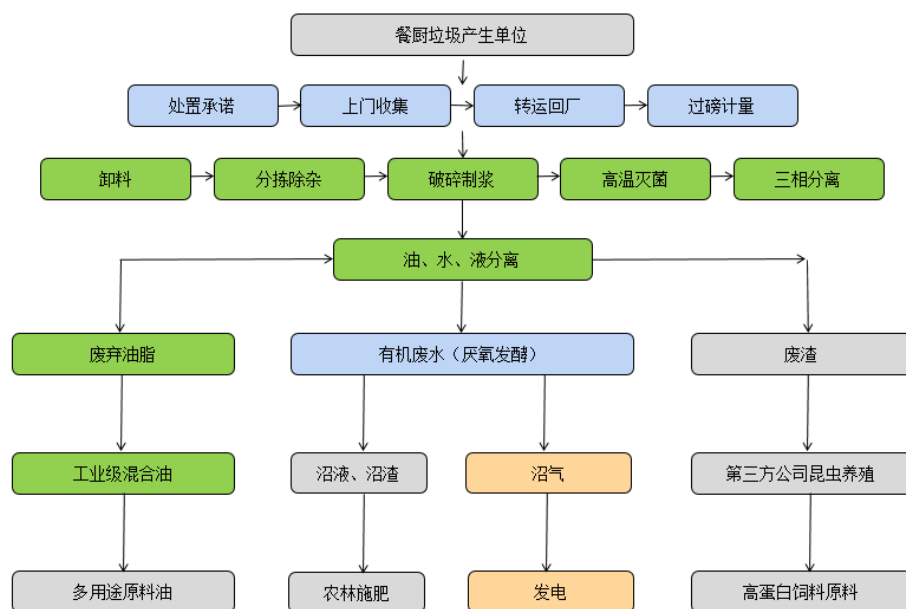 餐厨垃圾产生单位
处置承诺
上门收集
转运回厂
过磅计量
卸料
分拣除杂
破碎制浆
高温灭菌
三相分离
油、水、液分离
废弃油脂
有机废水（厌氧发酵）
废渣
工业级混合油
沼液、沼渣
沼气
第三方公司昆虫养殖
多用途原料油
农林施肥
发电
高蛋白饲料原料